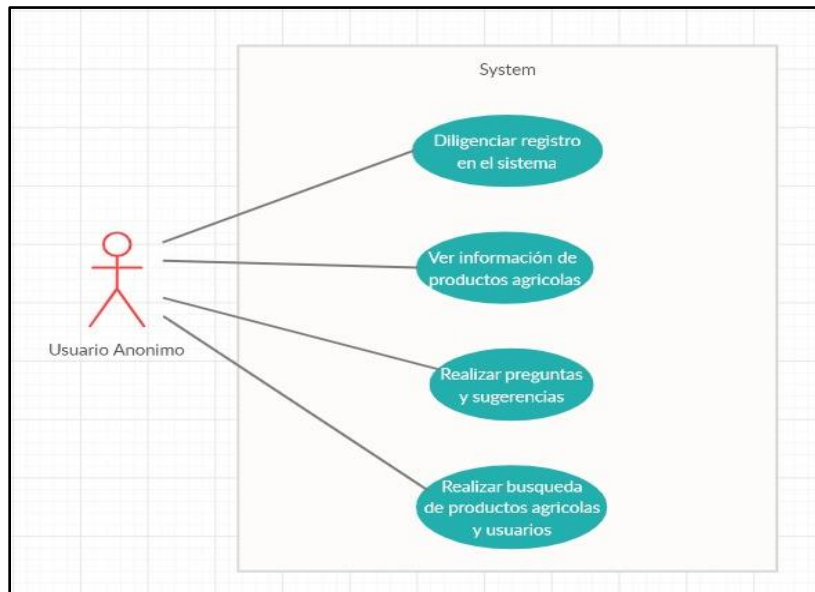 System
Diligenciar registro
en el sistema
Ver información de
productos agricolas
Usuario Anonimo
Realizar preguntas
y sugerencias
Realizar busqueda
de productos agricolas
y usuarios